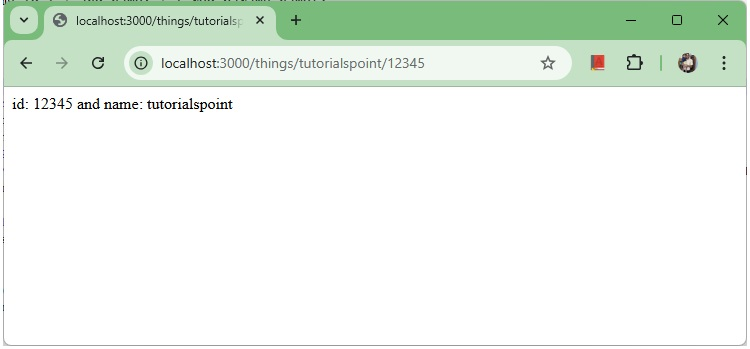 localhost:3000/things/tutorialsp
localhost:3000/things/tutorialspoint/12345
id: 12345 and name: tutorialspoint